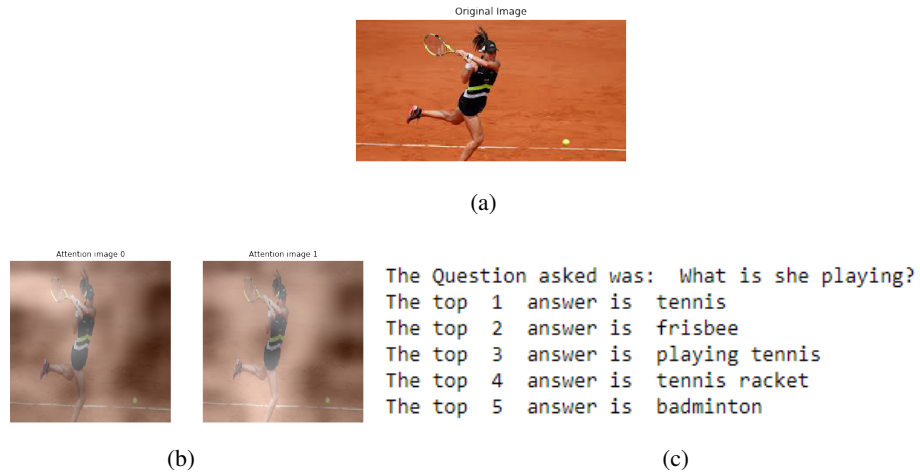 Original Image
(a)
Attention image 0
Attention image 1
The Question asked was: What is she playing?
The top 1 answer is tennis
The top 2 answer is frisbee
The top 3 answer is playing tennis
The top 4 answer is tennis racket
The top 5 answer is badminton
(b)
(c)